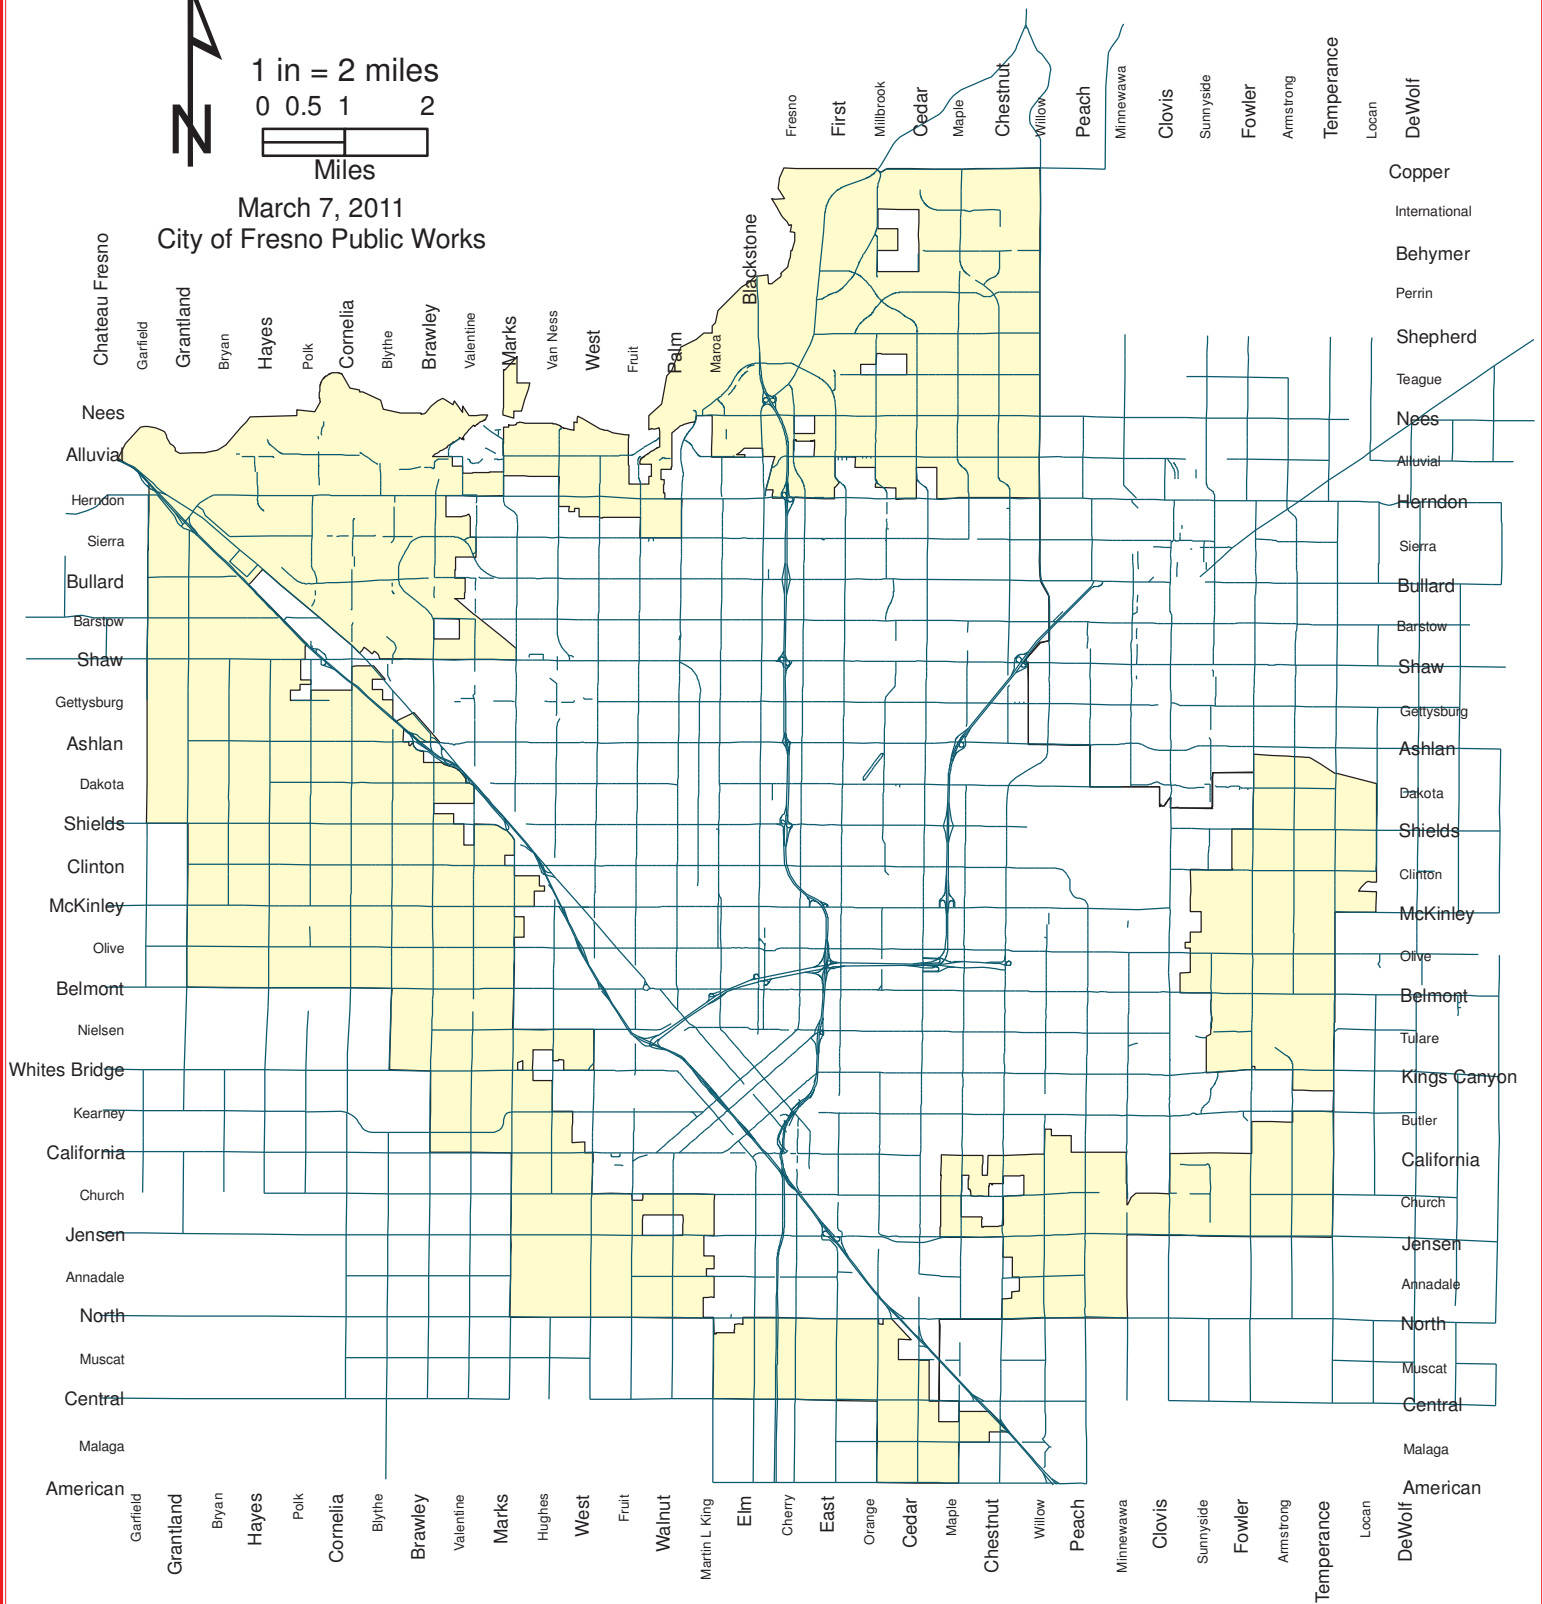 1 in = 2 miles
0 0.5 1 2
Miles
March 7, 2011
City of Fresno Public Works
N
Fresno
First
Millbrook
Cedar
Maple
Chestnut
Willow
Peach
Minnewawa
Clovis
Sunnyside
Fowler
Armstrong
Temperance
Locan
DeWolf
Chateau Fresno
Garfield
Grantland
Bryan
Hayes
Polk
Cornelia
Blythe
Brawley
Valentine
Marks
Van Ness
West
Fruit
Palm
Maroa
Blackstone
Nees
Alluvial
Herndon
Sierra
Bullard
Barstow
Shaw
Gettysburg
Ashlan
Dakota
Shields
Clinton
McKinley
Olive
Belmont
Nielsen
Whites Bridge
Kearney
California
Church
Jensen
Annadale
North
Muscat
Central
Malaga
American
Copper
International
Behymer
Perrin
Shepherd
Teague
Nees
Alluvial
Herndon
Sierra
Bullard
Barstow
Shaw
Gettysburg
Ashlan
Dakota
Shields
Clinton
McKinley
Olive
Belmont
Tulare
Kings Canyon
Butler
California
Church
Jensen
Annadale
North
Muscat
Central
Malaga
American
Garfield
Grantland
Bryan
Hayes
Polk
Cornelia
Blythe
Brawley
Valentine
Marks
Hughes
West
Fruit
Walnut
Martin L King
Elm
Cherry
East
Orange
Cedar
Maple
Chestnut
Willow
Peach
Minnewawa
Clovis
Sunnyside
Fowler
Armstrong
Temperance
Locan
DeWolf